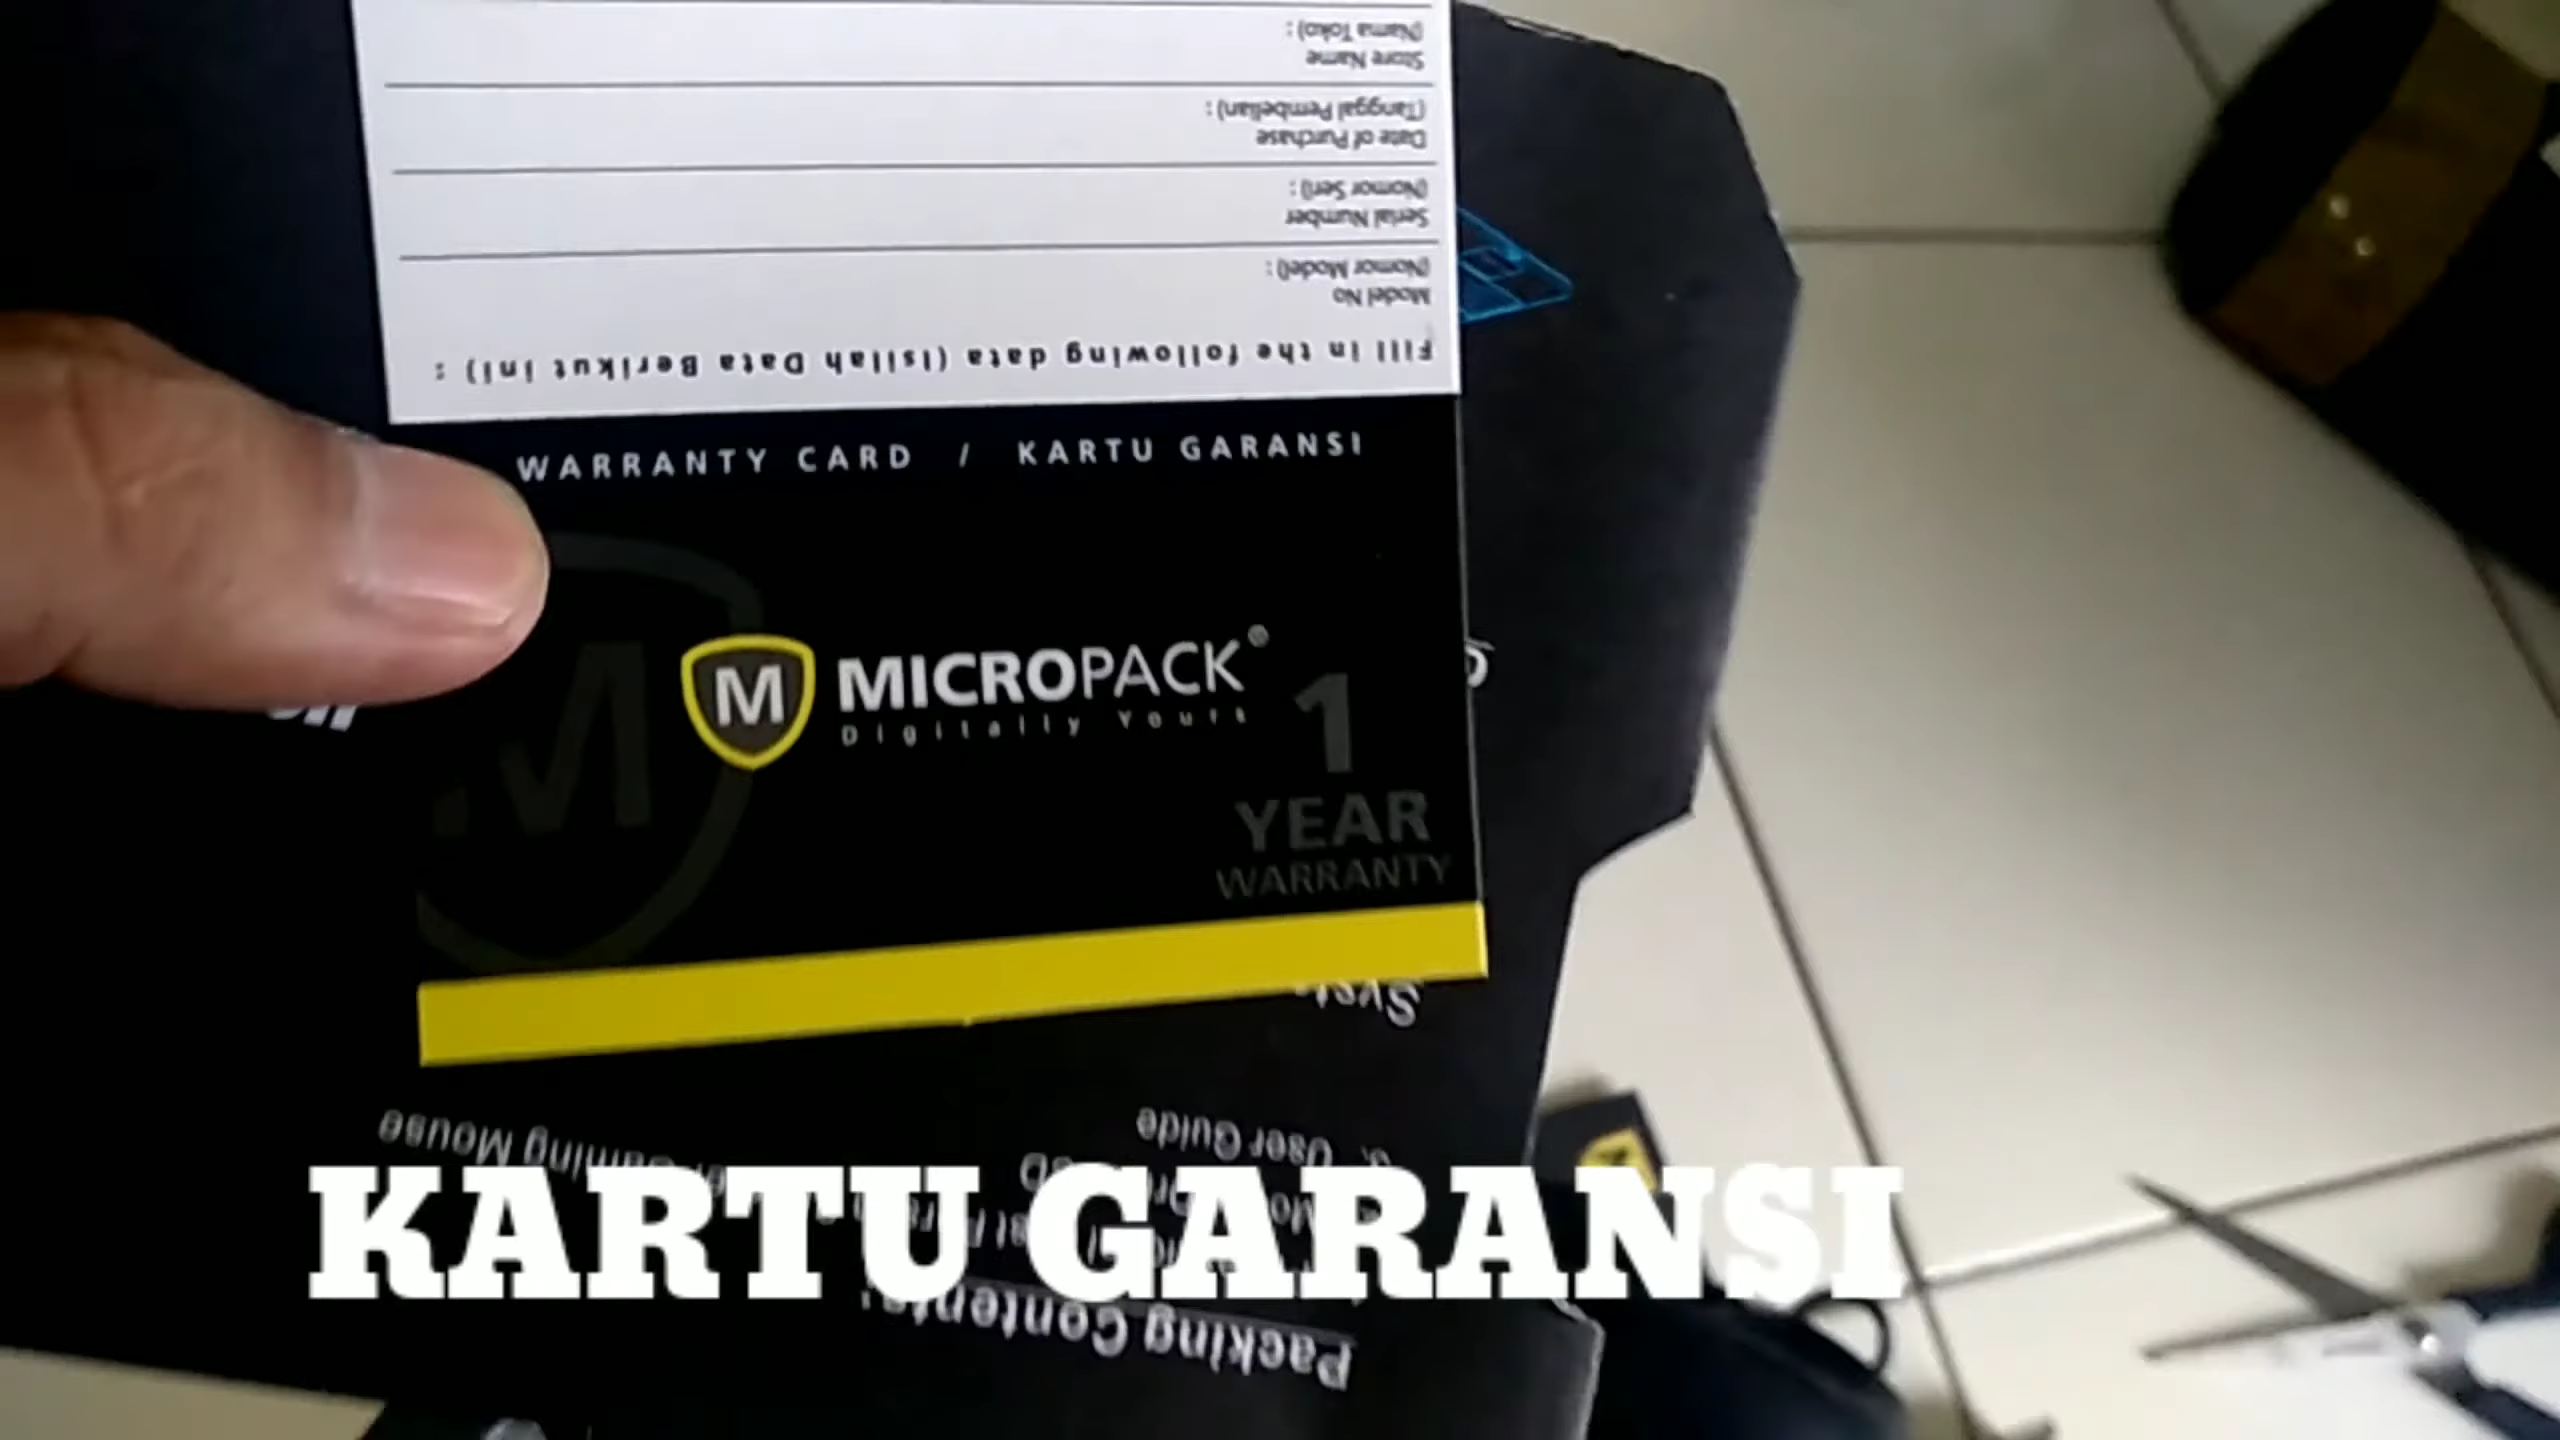 Fill in the following data (Isilah Data Berikut ini) :
Model No
(Nomor Model) :
Serial Number
(Nomor Seri) :
Date of Purchase
(Tanggal Pembelian) :
Store Name
(Nama Toko) :
WARRANTY CARD / KARTU GARANSI
M
M MICROPACK®
Digitally Yours
1
YEAR
WARRANTY
Packing Contents:
Gaming Mouse
User Guide
KARTU GARANSI